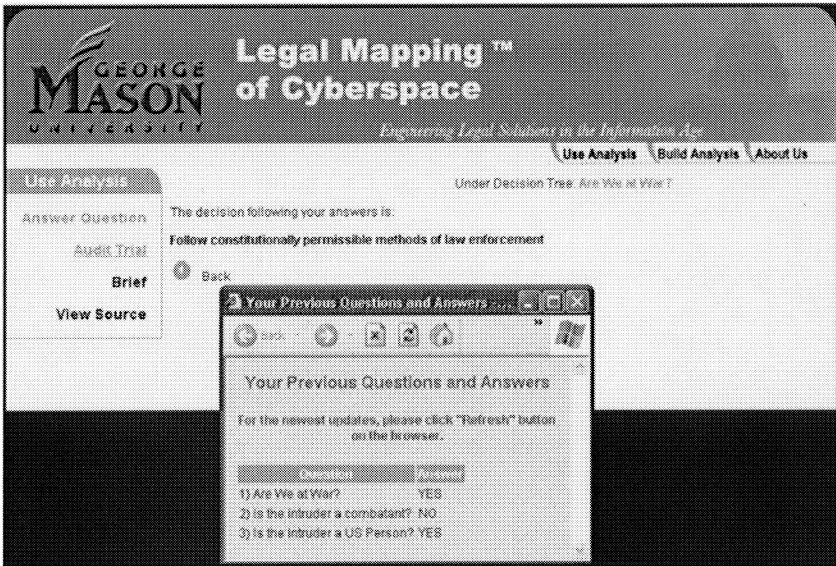 GEORGE
MASON
UNIVERSITY
Legal Mapping ™
of Cyberspace
Engineering Legal Solutions in the Information Age
Use Analysis Build Analysis About Us
Use Analysis
Under Decision Tree: Are We at War?
Answer Question
Audit Trial
Brief
View Source
The decision following your answers is:
Follow constitutionally permissible methods of law enforcement
Back
Your Previous Questions and Answers - ...
Back
Your Previous Questions and Answers
For the newest updates, please click "Refresh" button
on the browser.
Question Answer
1) Are We at War? YES
2) Is the intruder a combatant? NO
3) Is the intruder a US Person? YES